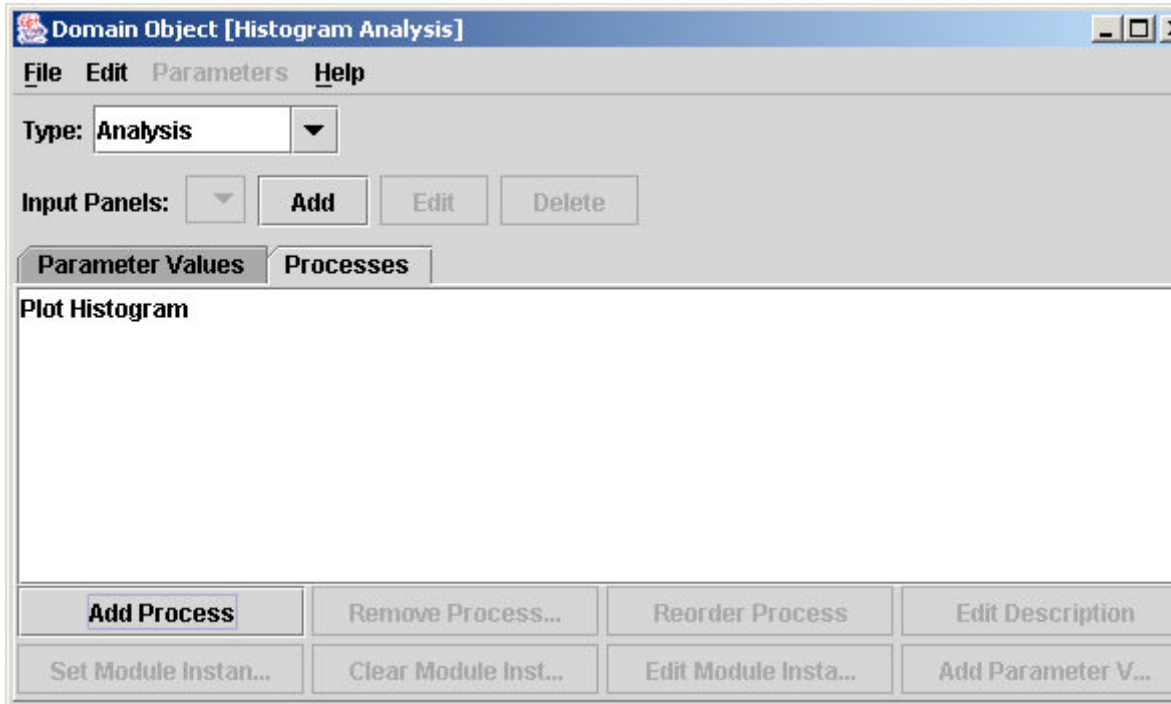 Domain Object [Histogram Analysis]
File Edit Parameters Help
Type: Analysis
Input Panels: Add Edit Delete
Parameter Values Processes
Plot Histogram
Add Process Remove Process... Reorder Process Edit Description
Set Module Instan... Clear Module Inst... Edit Module Insta... Add Parameter V...